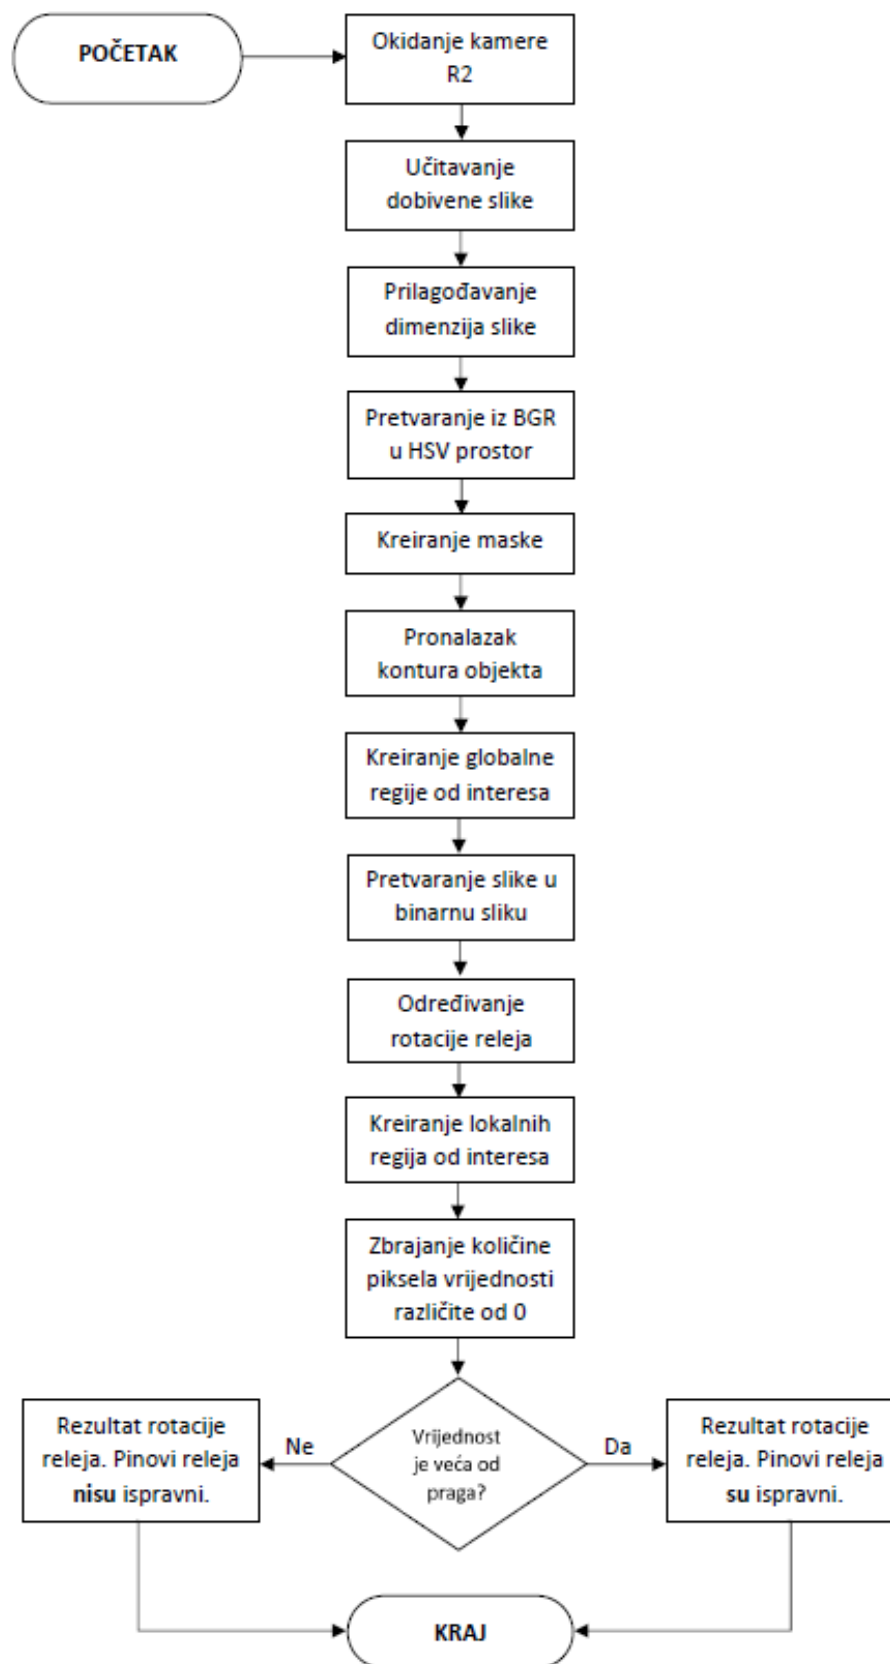 POČETAK
Okidanje kamere
R2
Učitavanje
dobivene slike
Prilagođavanje
dimenzija slike
Pretvaranje iz BGR
u HSV prostor
Kreiranje maske
Pronalazak
kontura objekta
Kreiranje globalne
regije od interesa
Pretvaranje slike u
binarnu sliku
Određivanje
rotacije releja
Kreiranje lokalnih
regija od interesa
Zbrajanje količine
piksela vrijednosti
različite od 0
Vrijednost
je veća od
praga?
Ne
Rezultat rotacije
releja. Pinovi releja
nisu ispravni.
Da
Rezultat rotacije
releja. Pinovi releja
su ispravni.
KRAJ